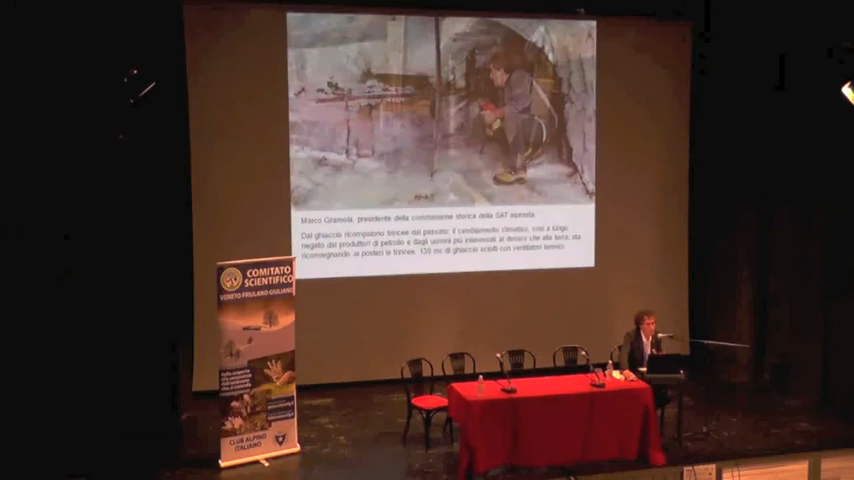 Marco Gramola, presidente della commissione storica della SAT alpinista.
Dal ghiaccio ricompaiono trincee dal passato: il cambiamento climatico, così a lungo
negato dai produttori di petrolio e dagli uomini più interessati al denaro che alla terra, sta
riconsegnando ai posteri le trincee. 130 mc di ghiaccio sciolti con ventilatori termici
COMITATO
SCIENTIFICO
VENETO FRIULANO GIULIANO
CLUB ALPINO
ITALIANO